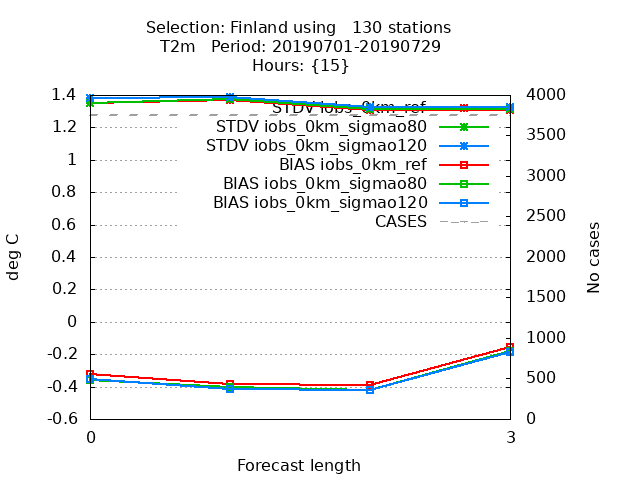 Selection: Finland using   130 stations
T2m   Period: 20190701-20190729
Hours: {15}
1.4
1.2
1
0.8
0.6
0.4
0.2
0
-0.2
-0.4
-0.6
deg C
STDV iobs_0km_ref
STDV iobs_0km_sigmao80
STDV iobs_0km_sigmao120
BIAS iobs_0km_ref
BIAS iobs_0km_sigmao80
BIAS iobs_0km_sigmao120
CASES
4000
3500
3000
2500
2000
1500
1000
500
0
No cases
0
3
Forecast length